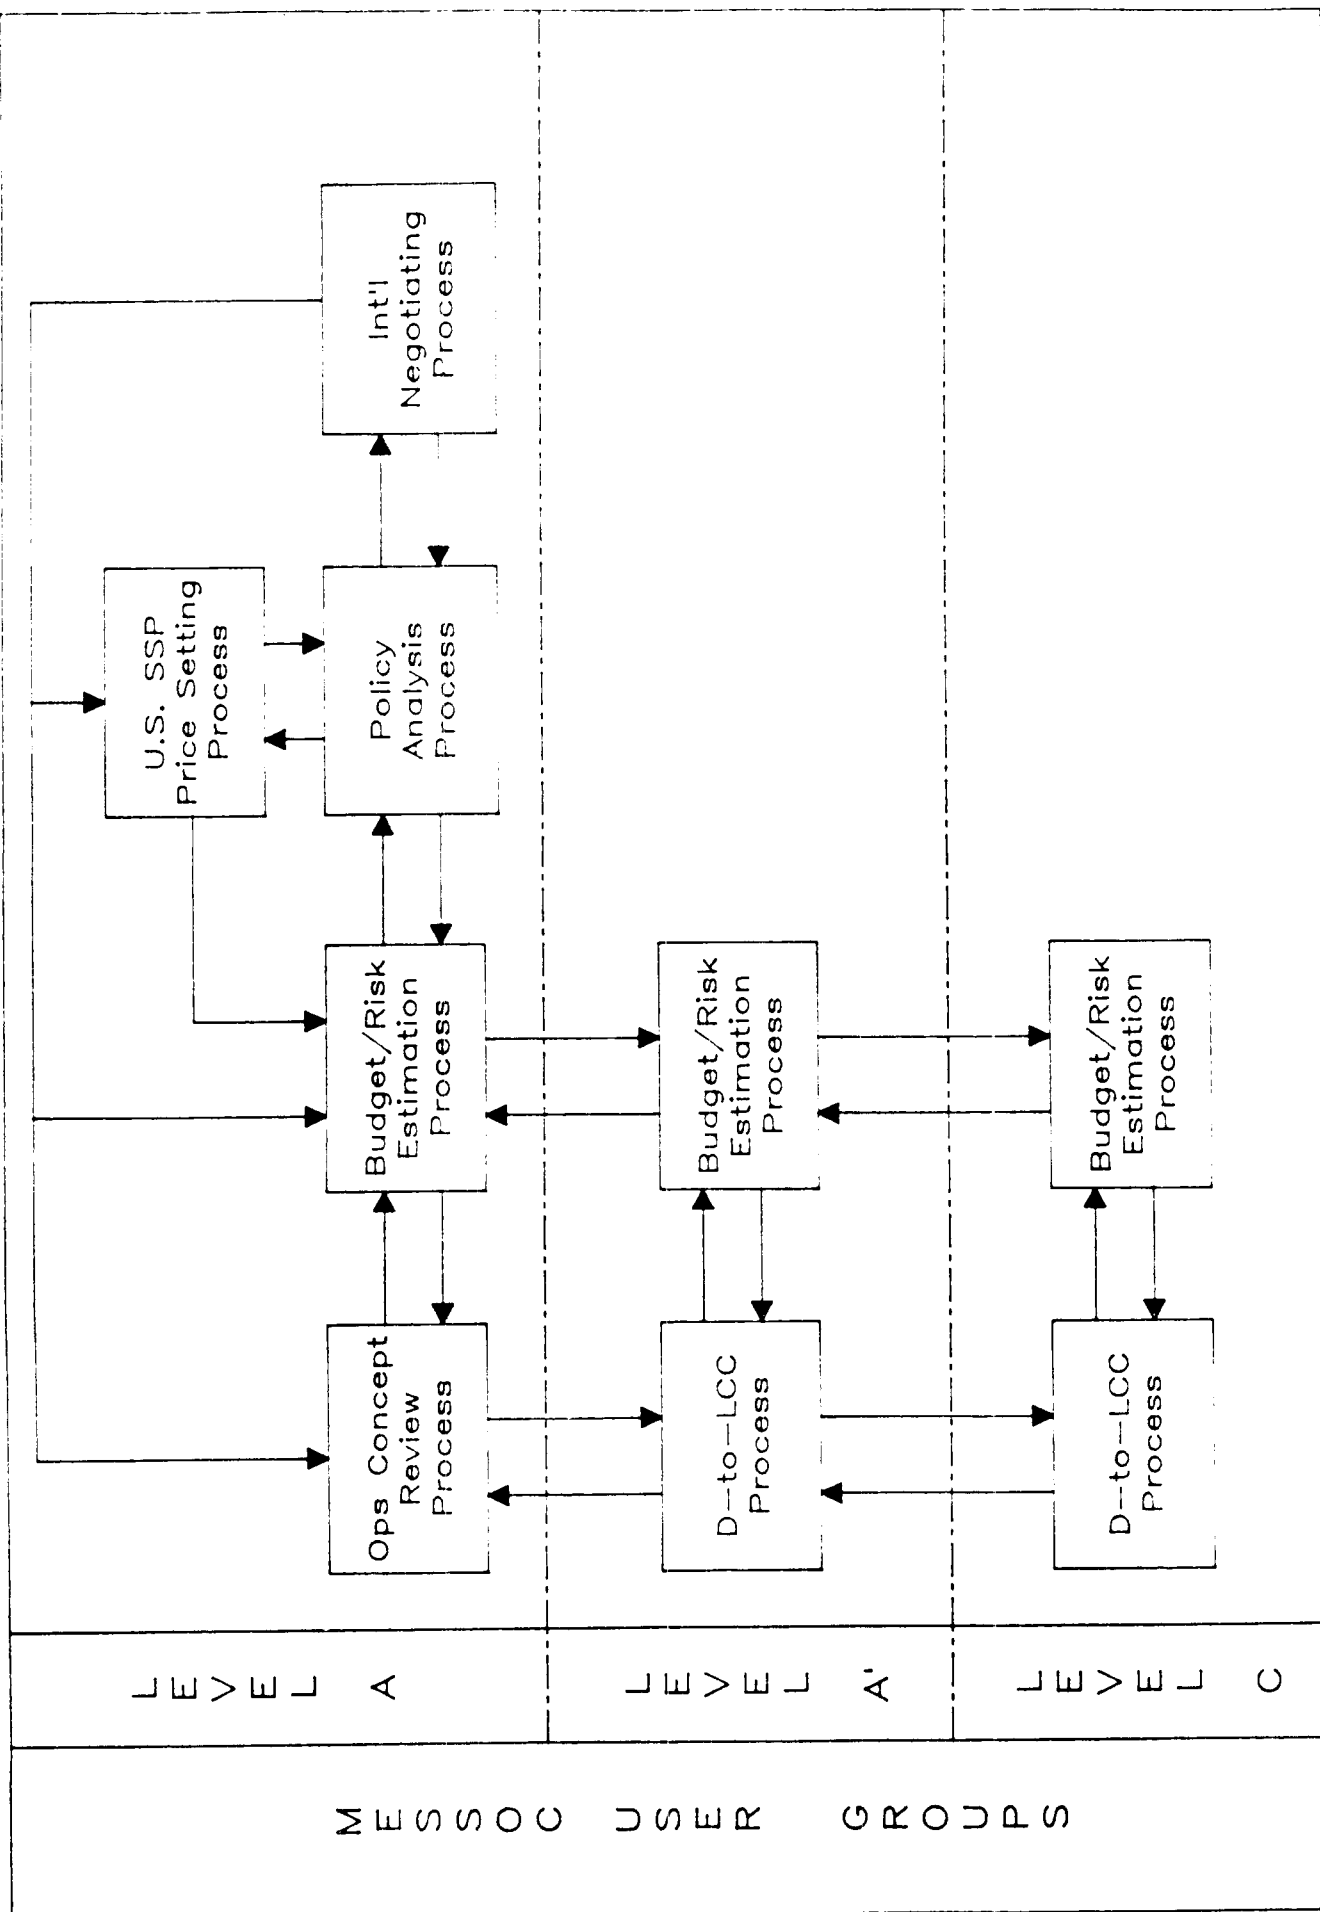 MESSOC USER GROUPS
LEVEL A
LEVEL A'
LEVEL C
U.S. SSP
Price Setting
Process
Ops Concept
Review
Process
Budget/Risk
Estimation
Process
Policy
Analysis
Process
Int'l
Negotiating
Process
D-to-LCC
Process
Budget/Risk
Estimation
Process
D-to-LCC
Process
Budget/Risk
Estimation
Process